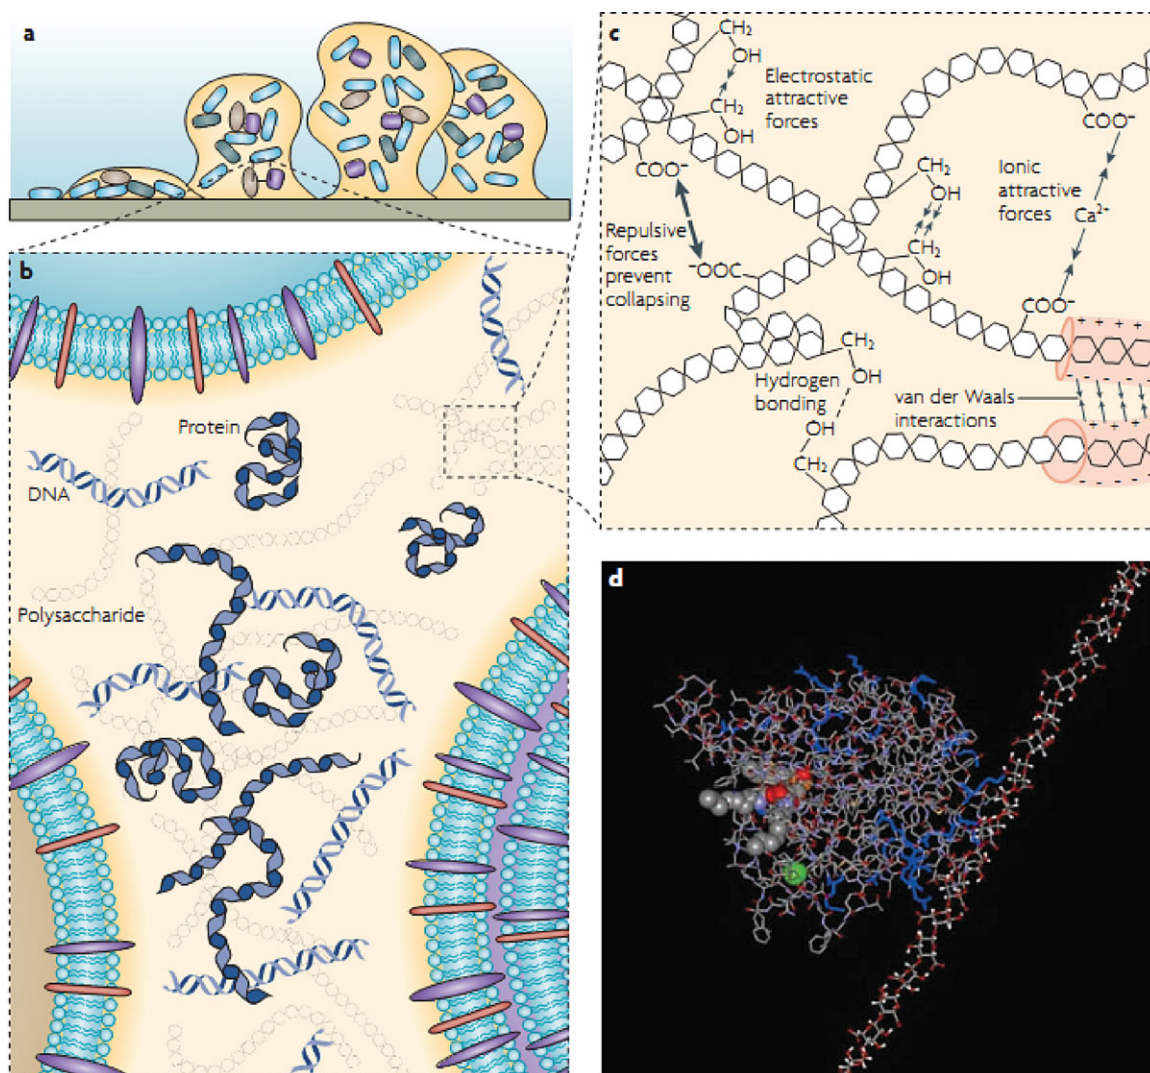 a
b
Protein
DNA
Polysaccharide
c
CH2
OH
Electrostatic
attractive
forces
CH2
OH
COO-
COO-
CH2
OH
Ionic
attractive
forces
Ca2+
Repulsive
forces
prevent
collapsing
-OOC
CH2
OH
COO-
+ + + +
- - - -
CH2
OH
Hydrogen
bonding
van der Waals
interactions
OH
CH2
+ + + +
- - - -
d